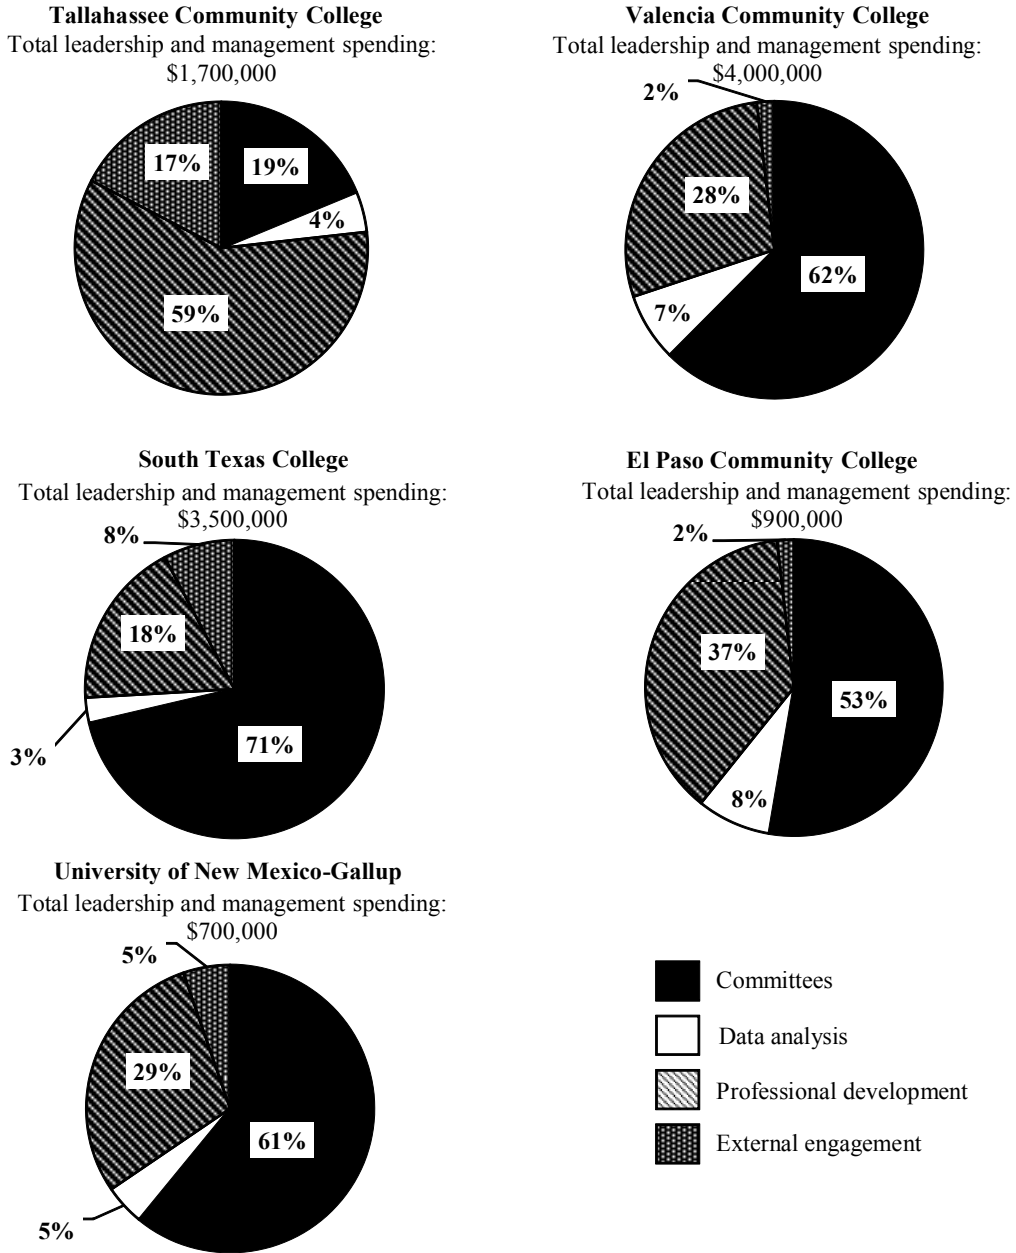 Tallahassee Community College
Total leadership and management spending:
$1,700,000
17%
19%
4%
59%
Valencia Community College
Total leadership and management spending:
$4,000,000
2%
28%
62%
7%
South Texas College
Total leadership and management spending:
$3,500,000
8%
18%
3%
71%
El Paso Community College
Total leadership and management spending:
$900,000
2%
37%
53%
8%
University of New Mexico-Gallup
Total leadership and management spending:
$700,000
5%
29%
61%
5%
Committees
Data analysis
Professional development
External engagement